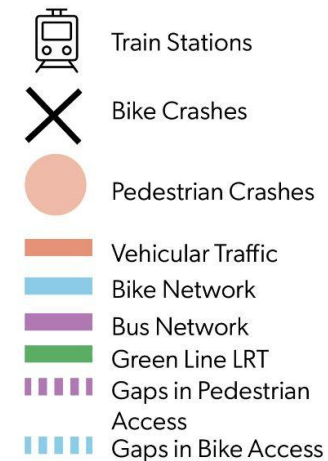 Train Stations
Bike Crashes
Pedestrian Crashes
Vehicular Traffic
Bike Network
Bus Network
Green Line LRT
Gaps in Pedestrian
Access
Gaps in Bike Access